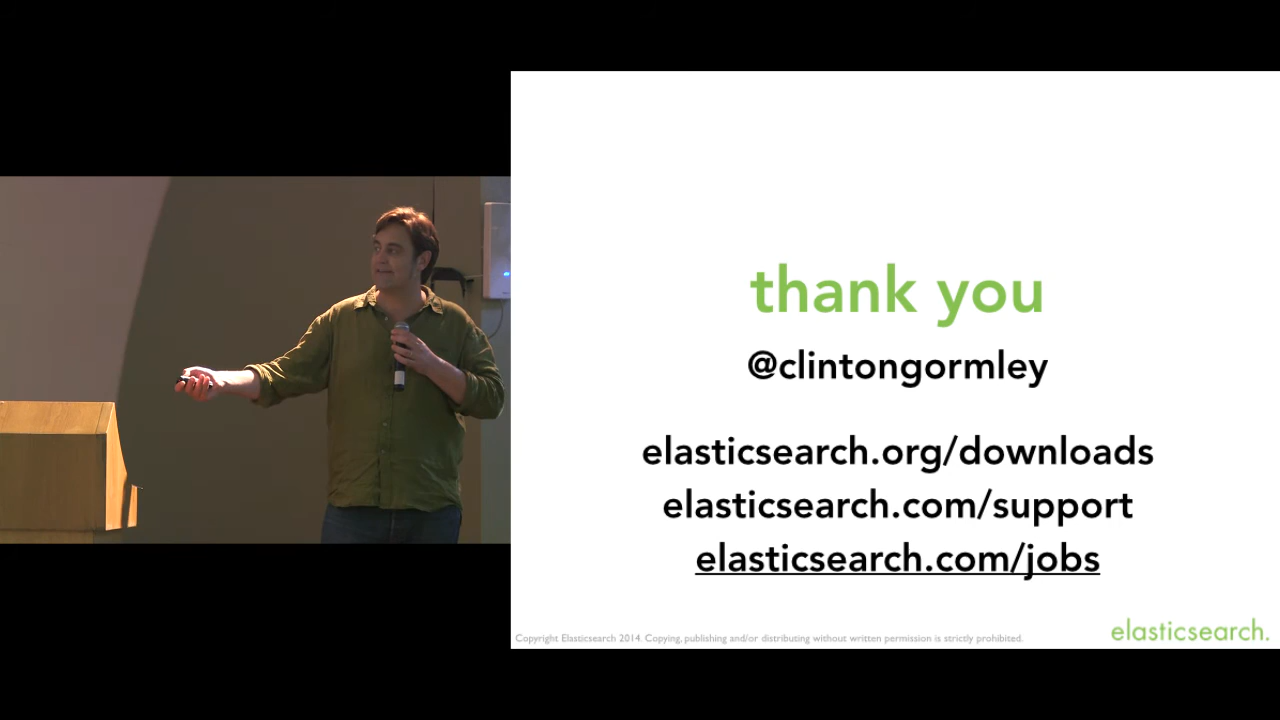 thank you
@clintongormley
elasticsearch.org/downloads
elasticsearch.com/support
elasticsearch.com/jobs
Copyright Elasticsearch 2014. Copying, publishing and/or distributing without written permission is strictly prohibited.
elasticsearch.